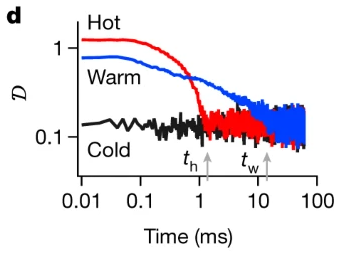 d
Hot
1
Warm
𝒟
0.1
Cold
t_h
t_w
0.01
0.1
1
10
100
Time (ms)